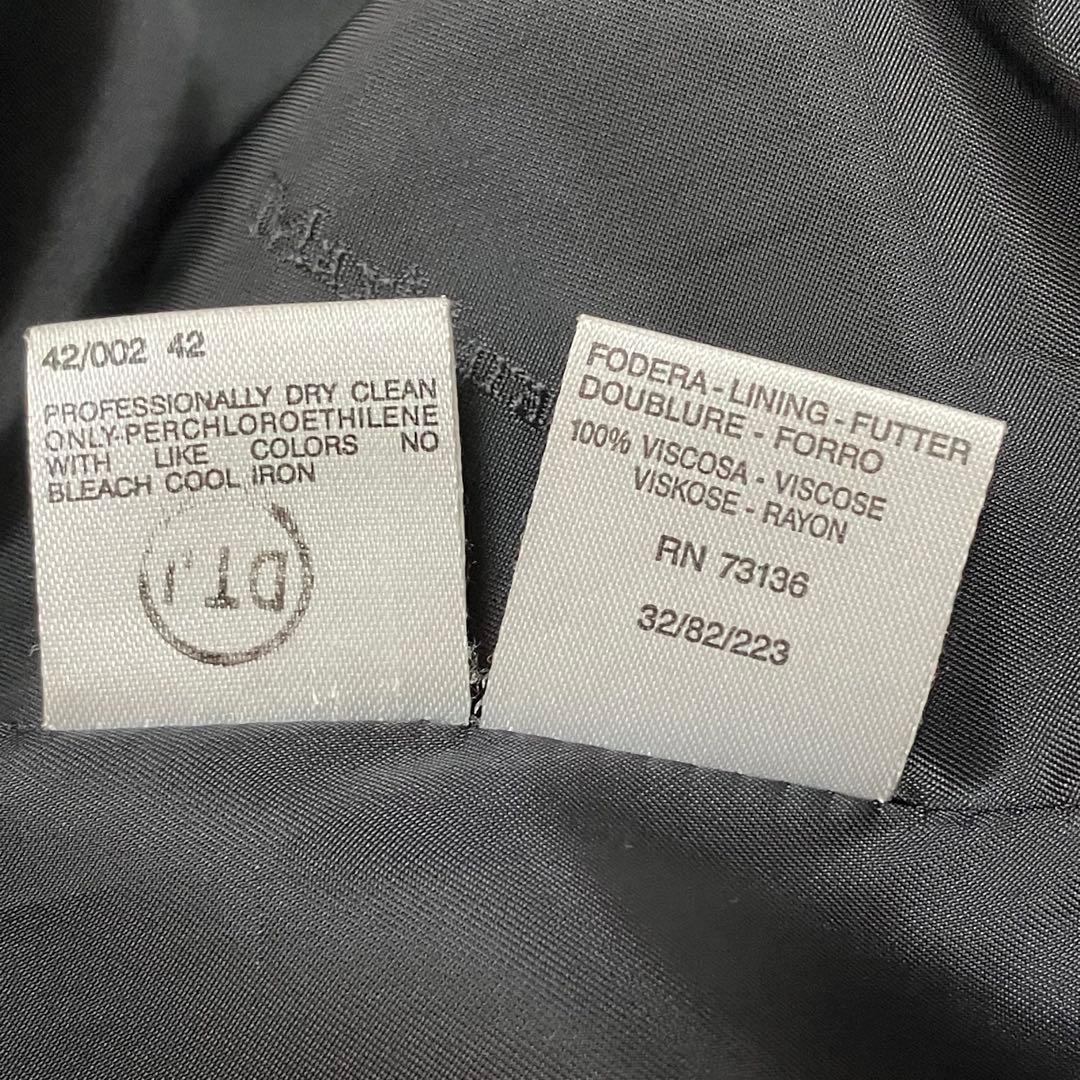 42/002 42
PROFESSIONALLY DRY CLEAN
ONLY-PERCHLOROETHILENE
WITH LIKE COLORS NO
BLEACH COOL IRON
FODERA - LINING - FUTTER
DOUBLURE - FORRO
100% VISCOSA - VISCOSE
VISKOSE - RAYON
RN 73136
32/82/223